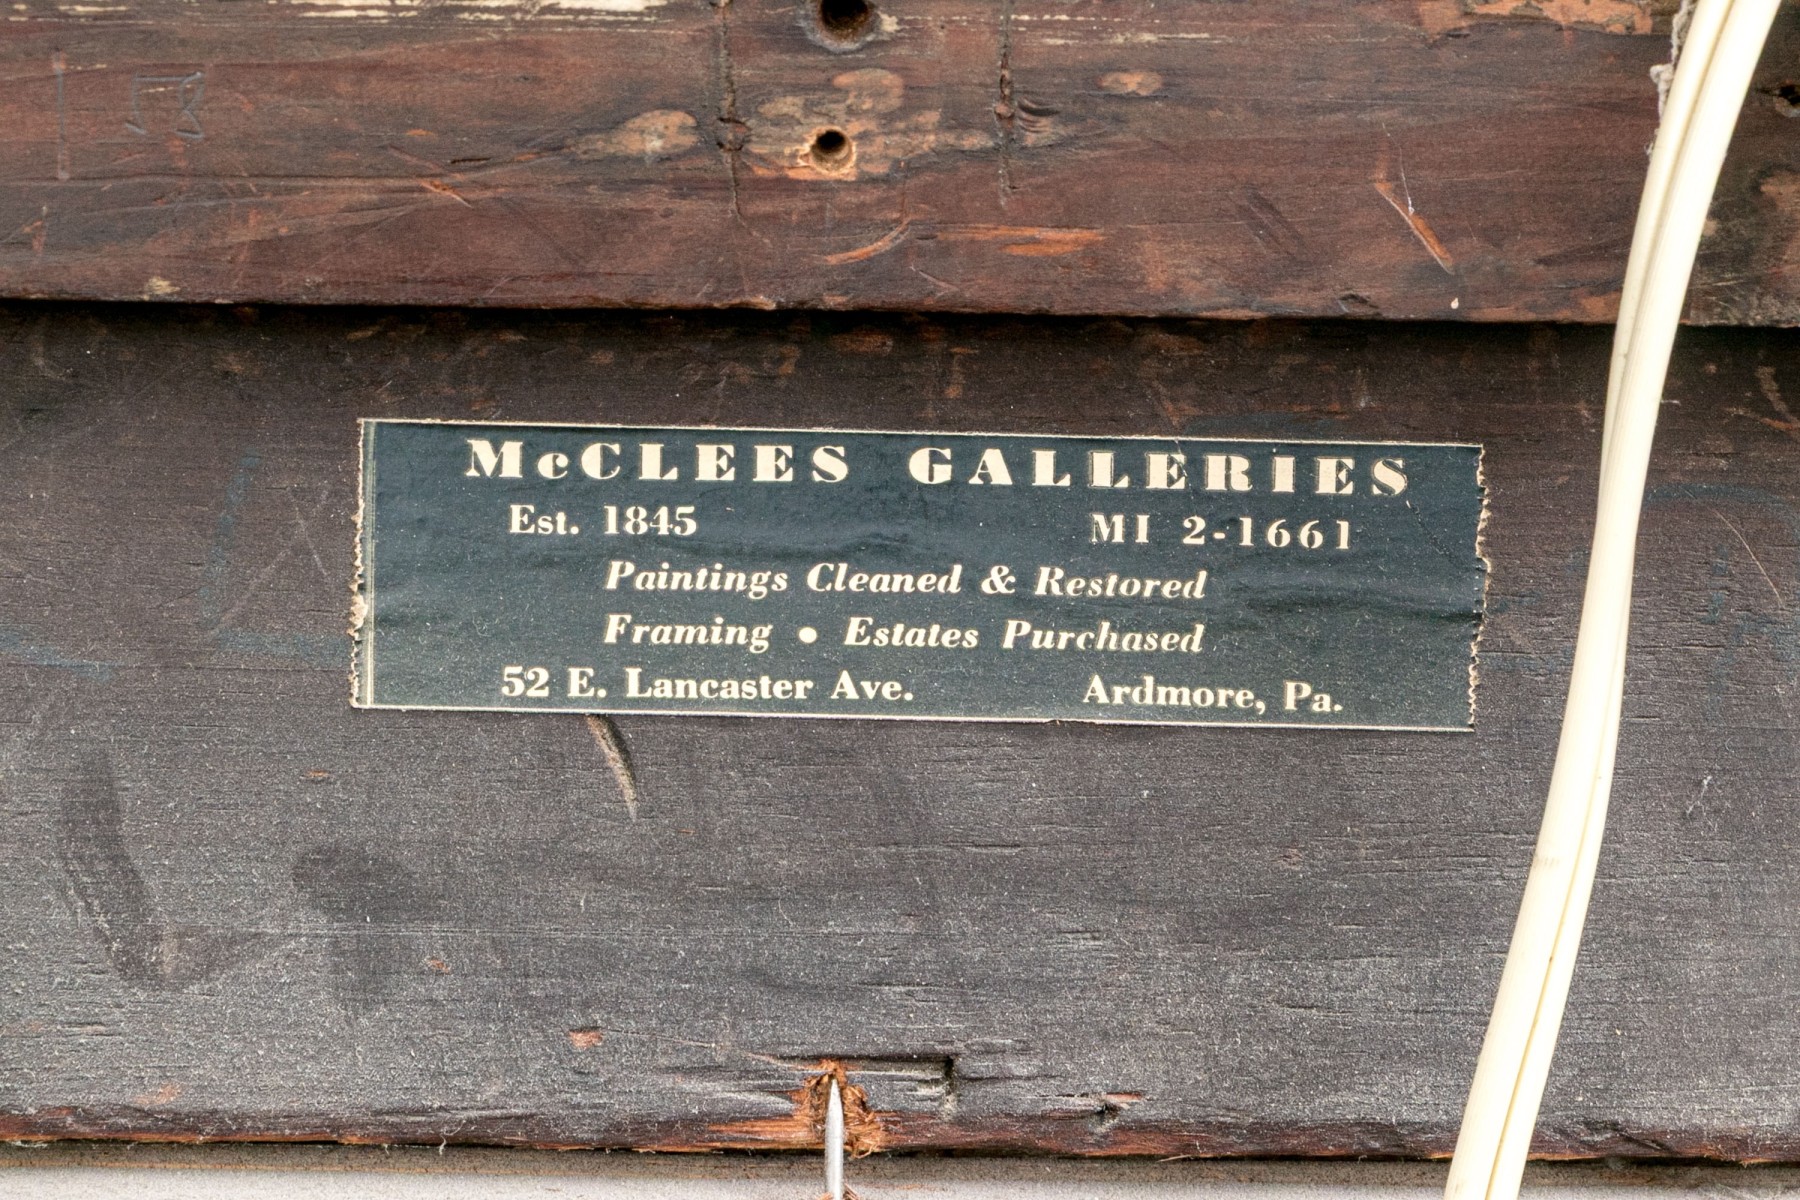 McCLEES GALLERIES
Est. 1845 MI 2-1661
Paintings Cleaned & Restored
Framing • Estates Purchased
52 E. Lancaster Ave. Ardmore, Pa.